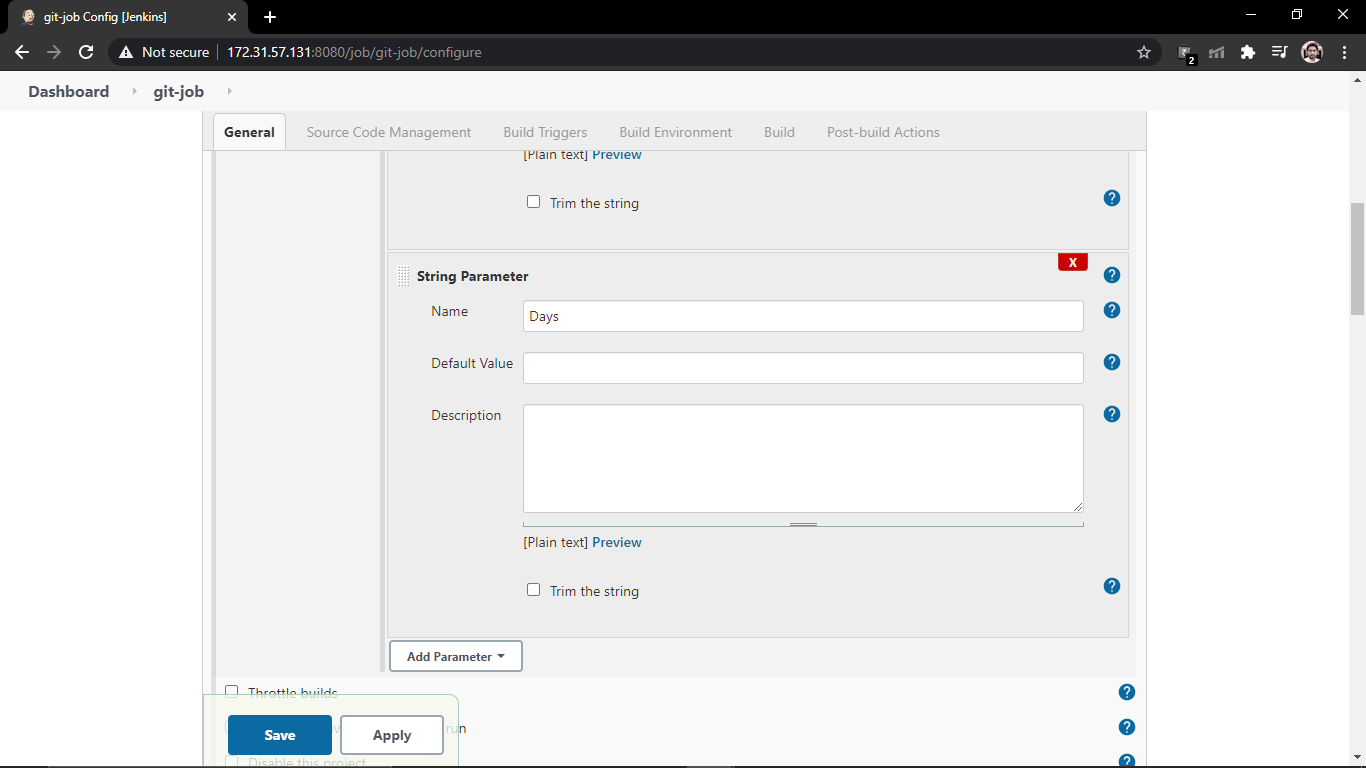 git-job Config [Jenkins]
Not secure 172.31.57.131:8080/job/git-job/configure
2
Dashboard git-job
General Source Code Management Build Triggers Build Environment Build Post-build Actions
[Plain text] Preview
Trim the string ?
X
String Parameter ?
Name Days ?
Default Value ?
Description ?
[Plain text] Preview
Trim the string ?
Add Parameter
Throttle builds ?
run ?
Save Apply
Disable this project ?